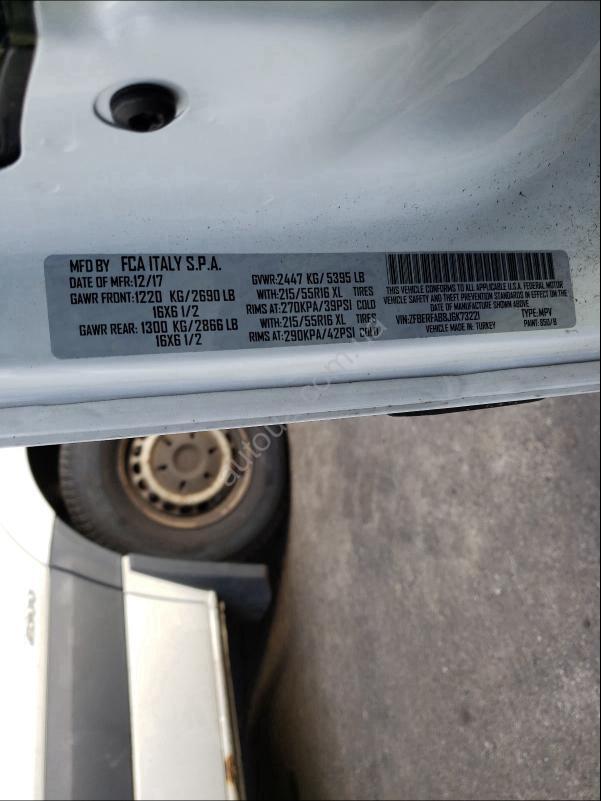 MFD BY FCA ITALY S.P.A.
DATE OF MFR:12/17
GAWR FRONT:1220 KG/2690 LB
16X6 1/2
GAWR REAR: 1300 KG/2866 LB
16X6 1/2
GVWR:2447 KG/ 5395 LB
WITH:215/55R16 XL TIRES
RIMS AT:270KPA/39PSI COLD
WITH:215/55R16 XL TIRES
RIMS AT:290KPA/42PSI COLD
THIS VEHICLE CONFORMS TO ALL APPLICABLE U.S.A. FEDERAL MOTOR
VEHICLE SAFETY AND THEFT PREVENTION STANDARDS IN EFFECT ON THE
DATE OF MANUFACTURE SHOWN ABOVE
VIN:ZFBERFAB8J6K73221 TYPE: MPV
VEHICLE MADE IN: TURKEY PAINT: